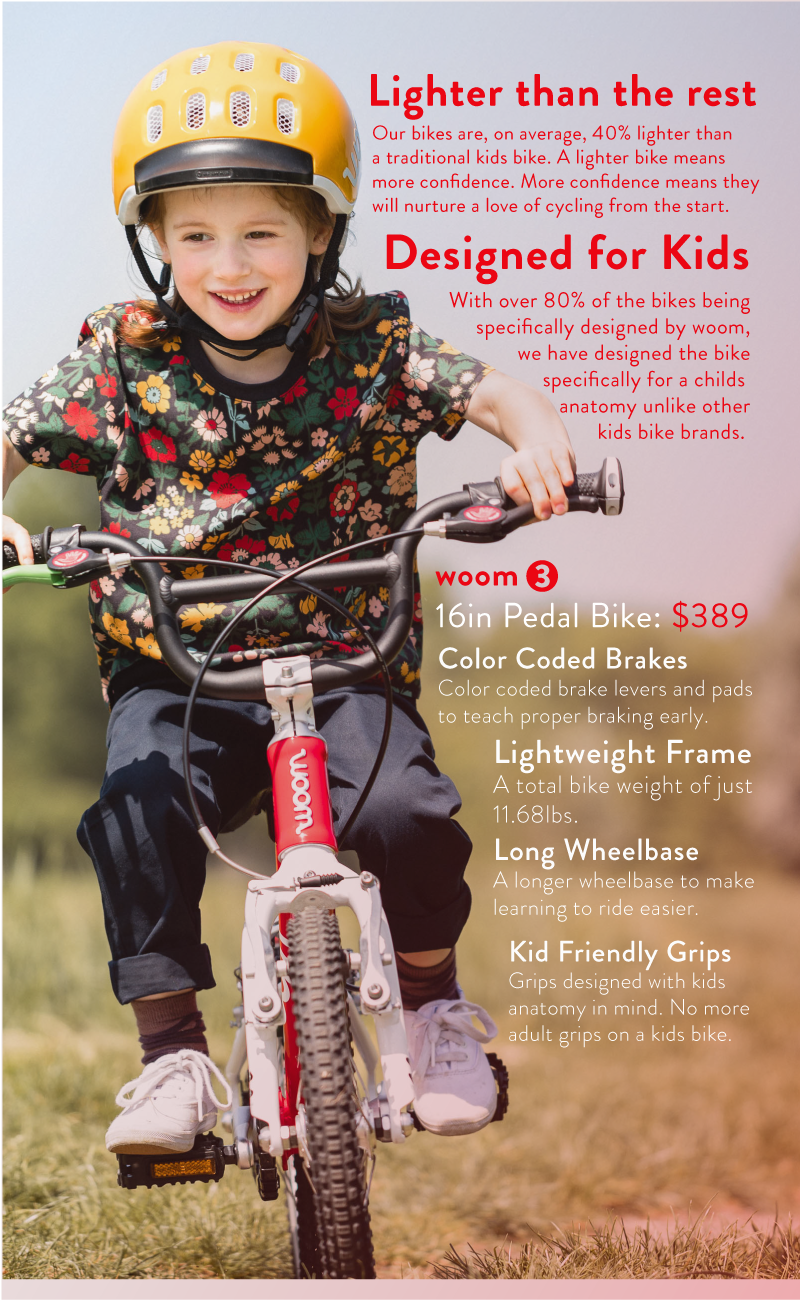 Lighter than the rest
Our bikes are, on average, 40% lighter than
a traditional kids bike. A lighter bike means
more confidence. More confidence means they
will nurture a love of cycling from the start.
Designed for Kids
With over 80% of the bikes being
specifically designed by woom,
we have designed the bike
specifically for a childs
anatomy unlike other
kids bike brands.
woom 3
16in Pedal Bike: $389
Color Coded Brakes
Color coded brake levers and pads
to teach proper braking early.
Lightweight Frame
A total bike weight of just
11.68lbs.
Long Wheelbase
A longer wheelbase to make
learning to ride easier.
Kid Friendly Grips
Grips designed with kids
anatomy in mind. No more
adult grips on a kids bike.
woom